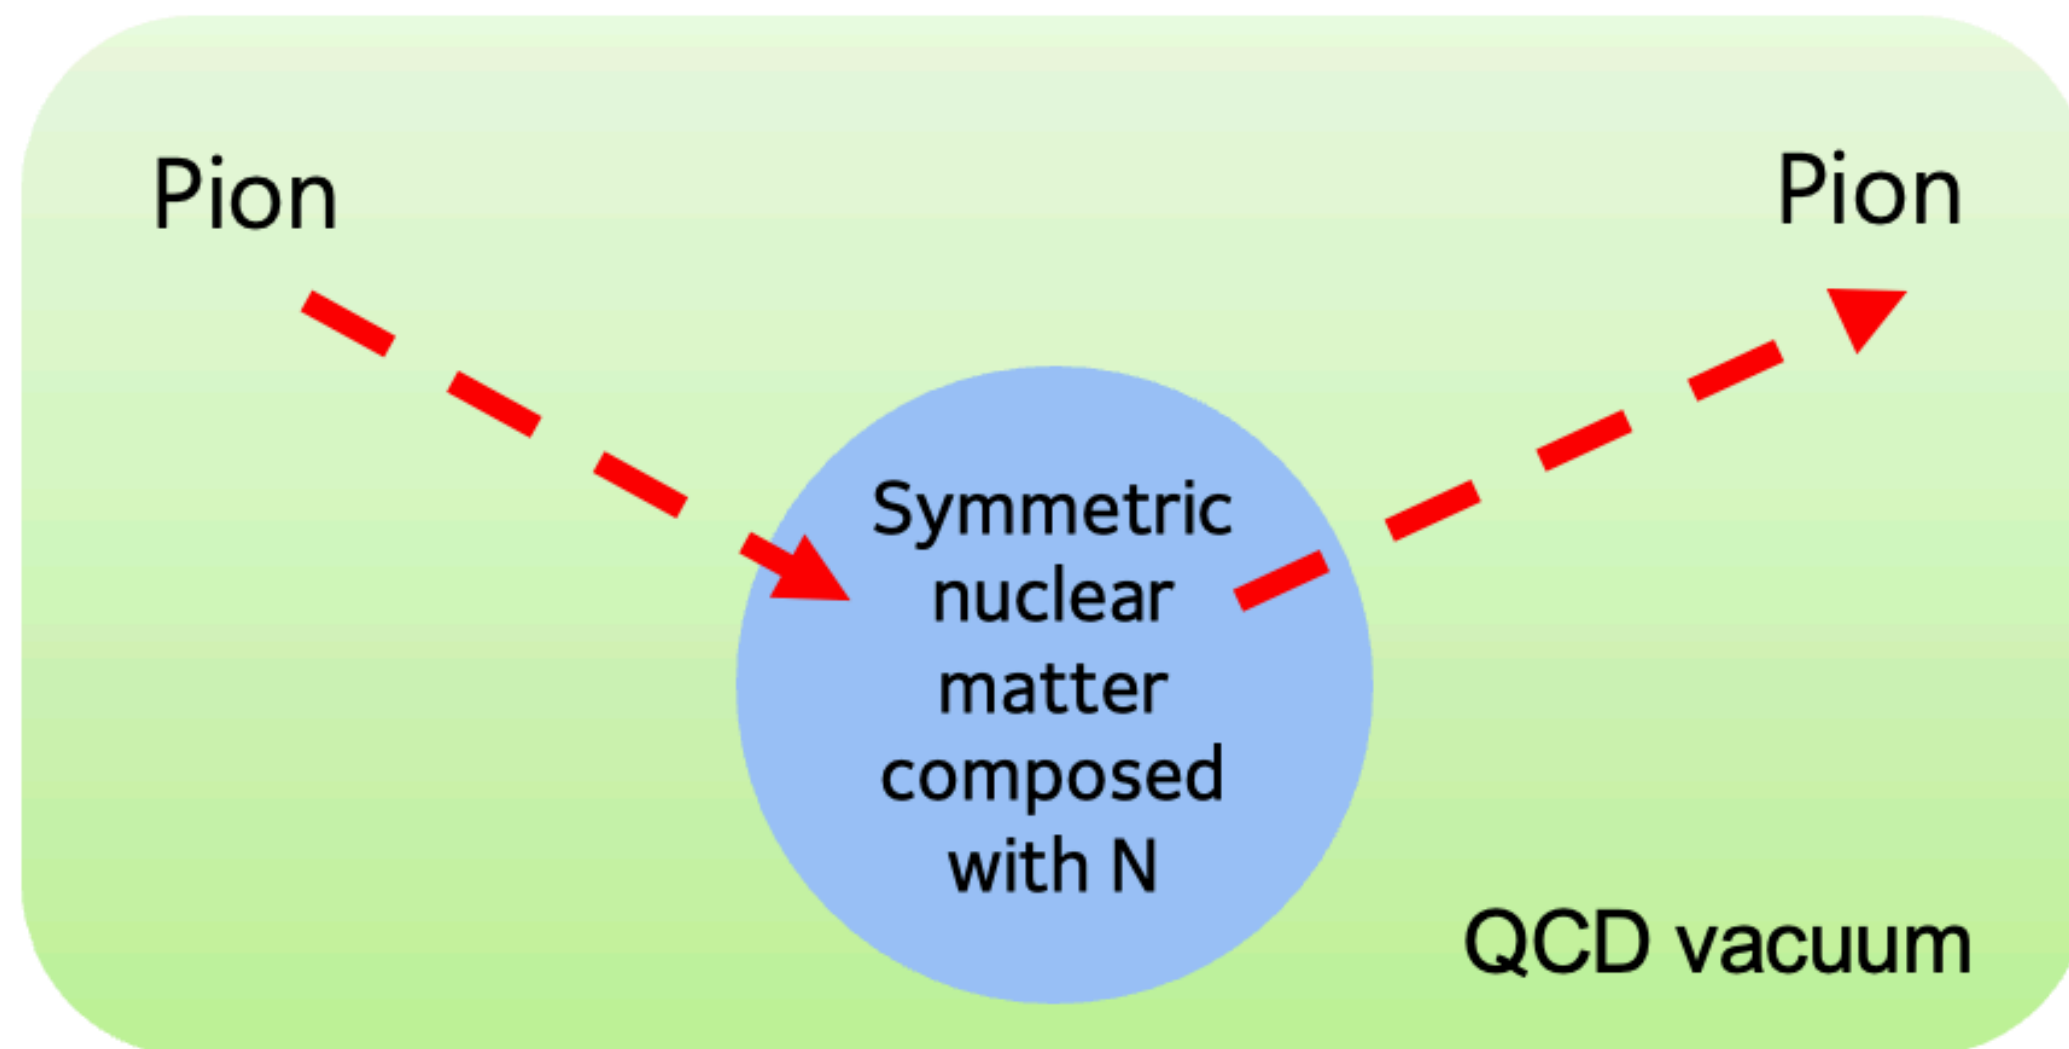 Pion
Pion
Symmetric
nuclear
matter
composed
with N
QCD vacuum